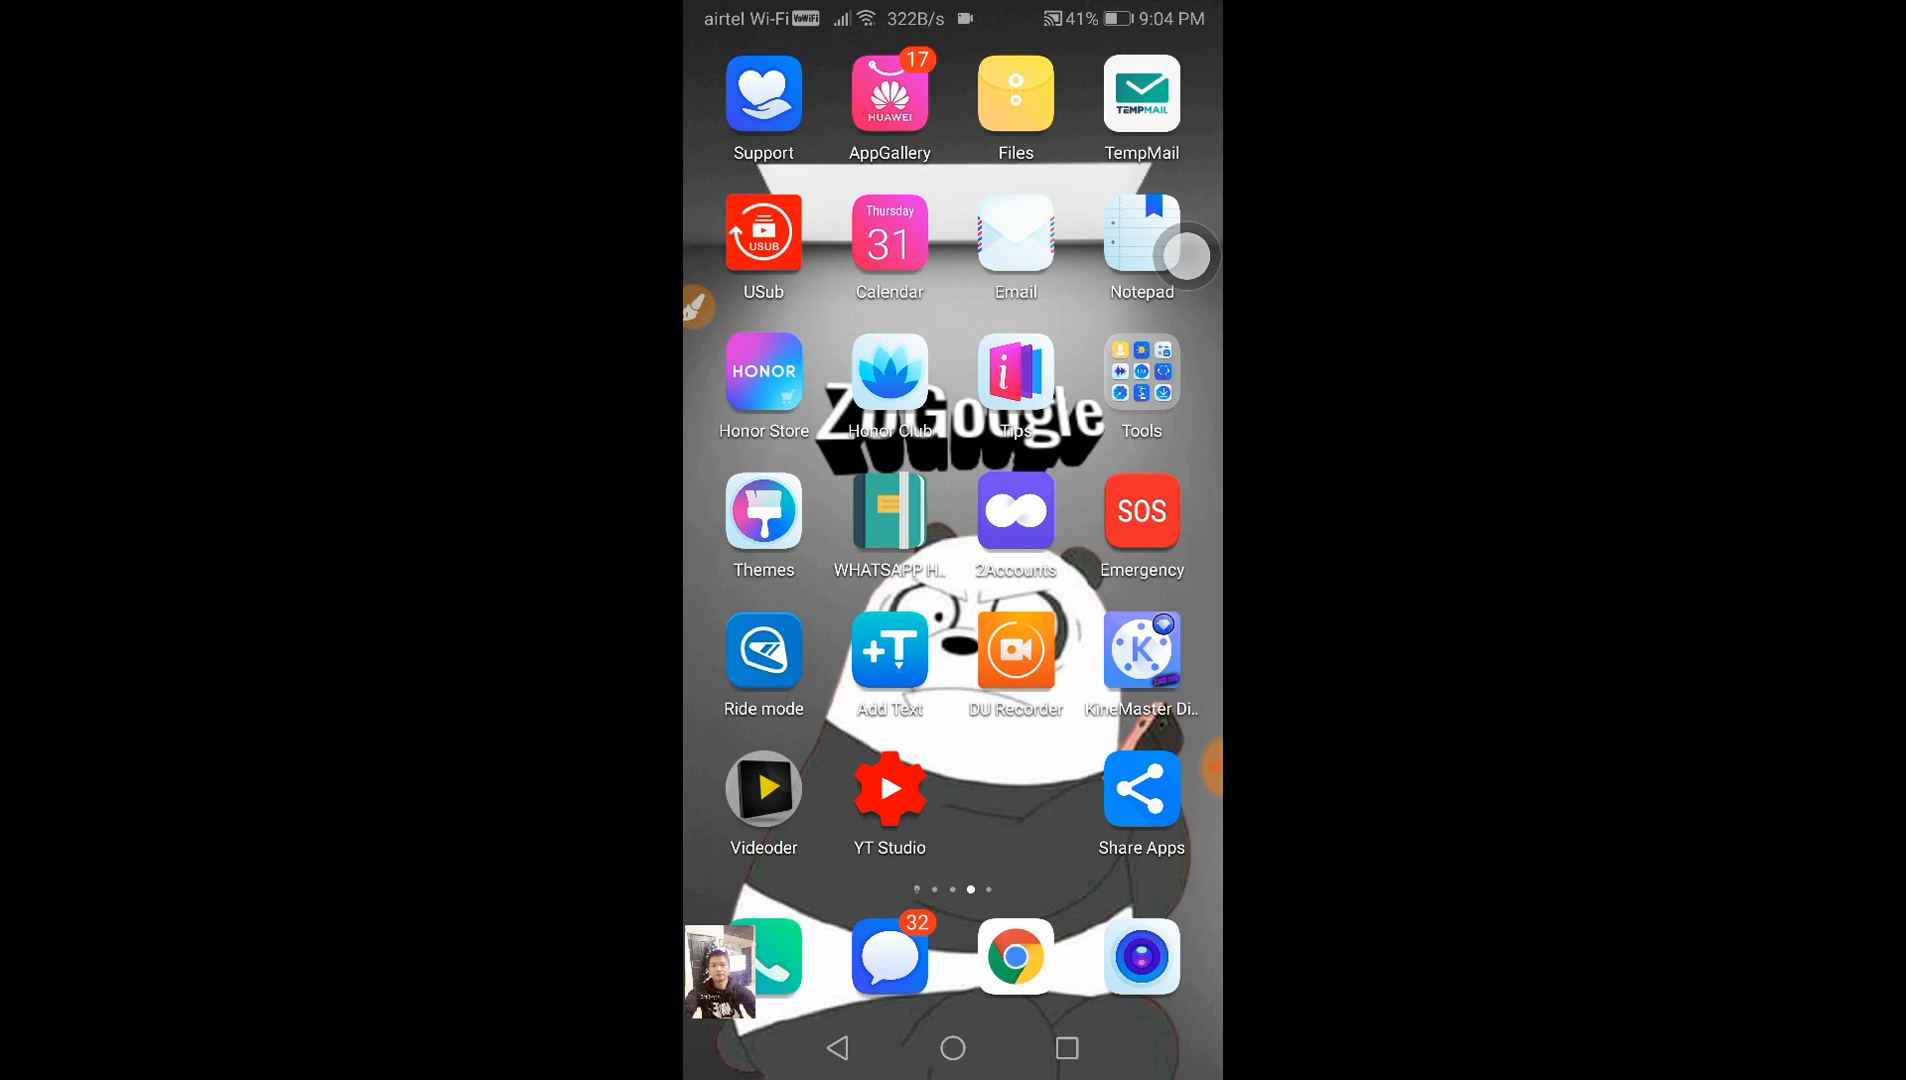 airtel Wi-Fi VoWiFi 322B/s 41% 9:04 PM
17
HUAWEI
TEMPMAIL
Support AppGallery Files TempMail
USUB
Thursday
31
USub Calendar Email Notepad
HONOR
ZoGoogle
Honor Store Honor Club Tips Tools
SOS
Themes WHATSAPP H.. 2Accounts Emergency
+T
K
Ride mode Add Text DU Recorder KineMaster Di..
Videoder YT Studio Share Apps
32